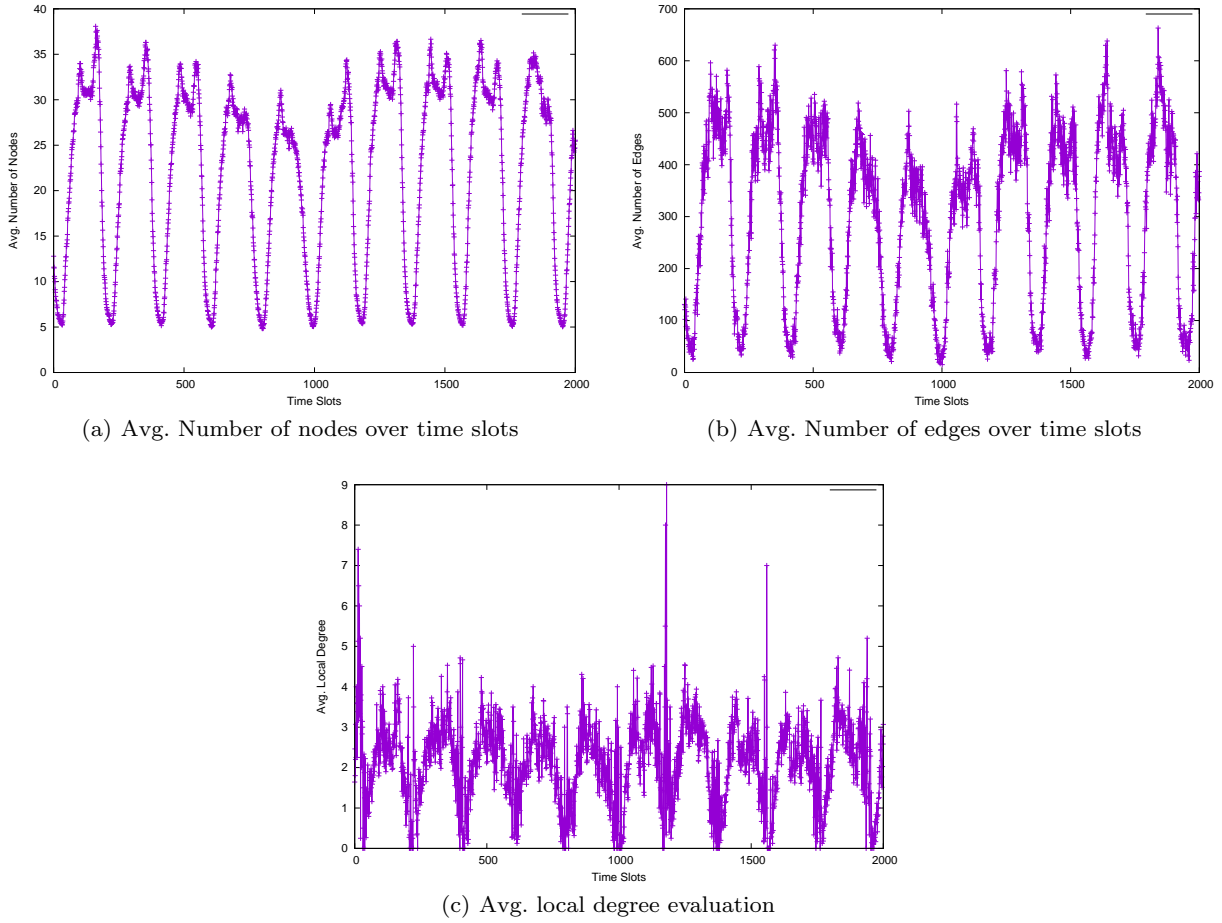 40
35
30
25
20
15
10
5
0
Avg. Number of Nodes
0 500 1000 1500 2000
Time Slots
(a) Avg. Number of nodes over time slots
700
600
500
400
300
200
100
0
Avg. Number of Edges
0 500 1000 1500 2000
Time Slots
(b) Avg. Number of edges over time slots
9
8
7
6
5
4
3
2
1
0
Avg. Local Degree
0 500 1000 1500 2000
Time Slots
(c) Avg. local degree evaluation